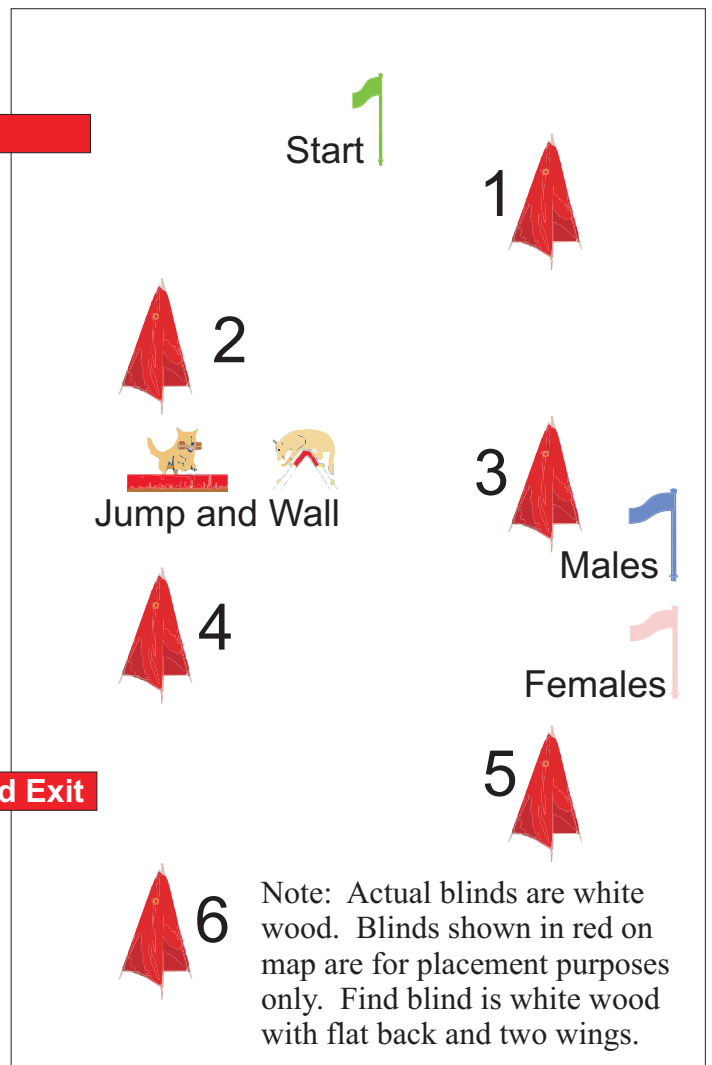 Start
1
2
3
Jump and Wall
Males
4
Females
5
d Exit
6
Note: Actual blinds are white
wood. Blinds shown in red on
map are for placement purposes
only. Find blind is white wood
with flat back and two wings.